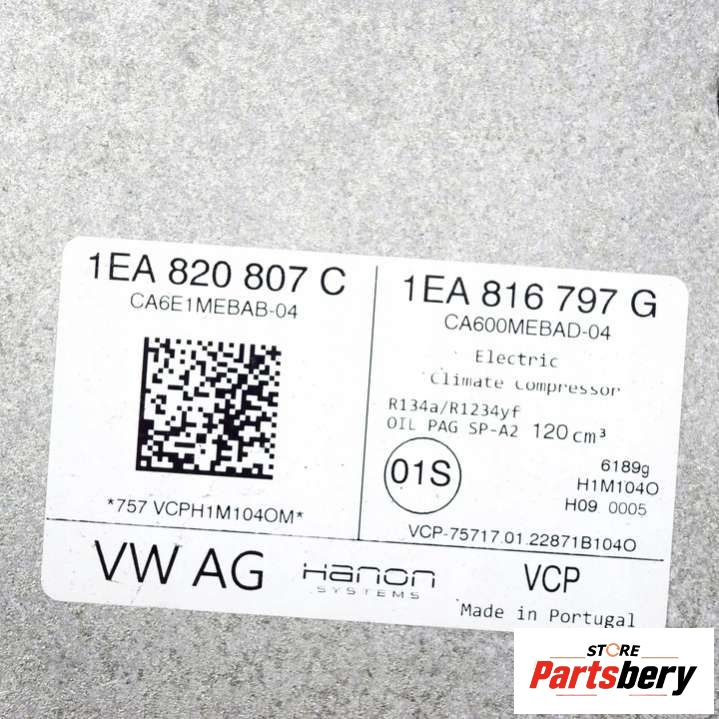 1EA 820 807 C
CA6E1MEBAB-04
*757 VCPH1M104OM*
1EA 816 797 G
CA600MEBAD-04
Electric
Climate Compressor
R134a/R1234yf
OIL PAG SP-A2 120 cm³
01S
6189g
H1M104O
H09 0005
VCP-75717.01.22871B104O
VW AG
Hanon
SYSTEMS
VCP
Made in Portugal
STORE
Partsbery